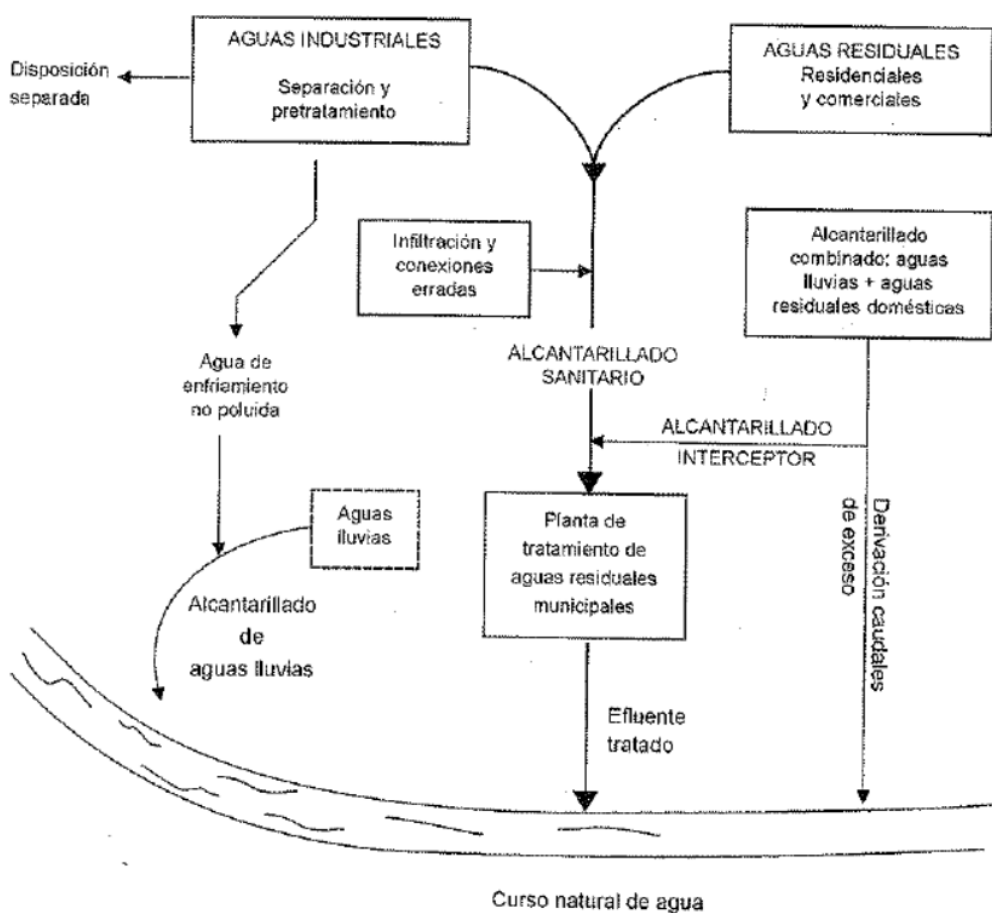 AGUAS INDUSTRIALES
Separación y
pretratamiento
Disposición
separada
AGUAS RESIDUALES
Residenciales
y comerciales
Infiltración y
conexiones
erradas
Alcantarillado
combinado: aguas
lluvias + aguas
residuales domésticas
Agua de
enfriamiento
no poluida
ALCANTARILLADO
SANITARIO
ALCANTARILLADO
INTERCEPTOR
Aguas
lluvias
Planta de
tratamiento de
aguas residuales
municipales
Derivación caudales
de exceso
Alcantarillado
de
aguas lluvias
Efluente
tratado
Curso natural de agua